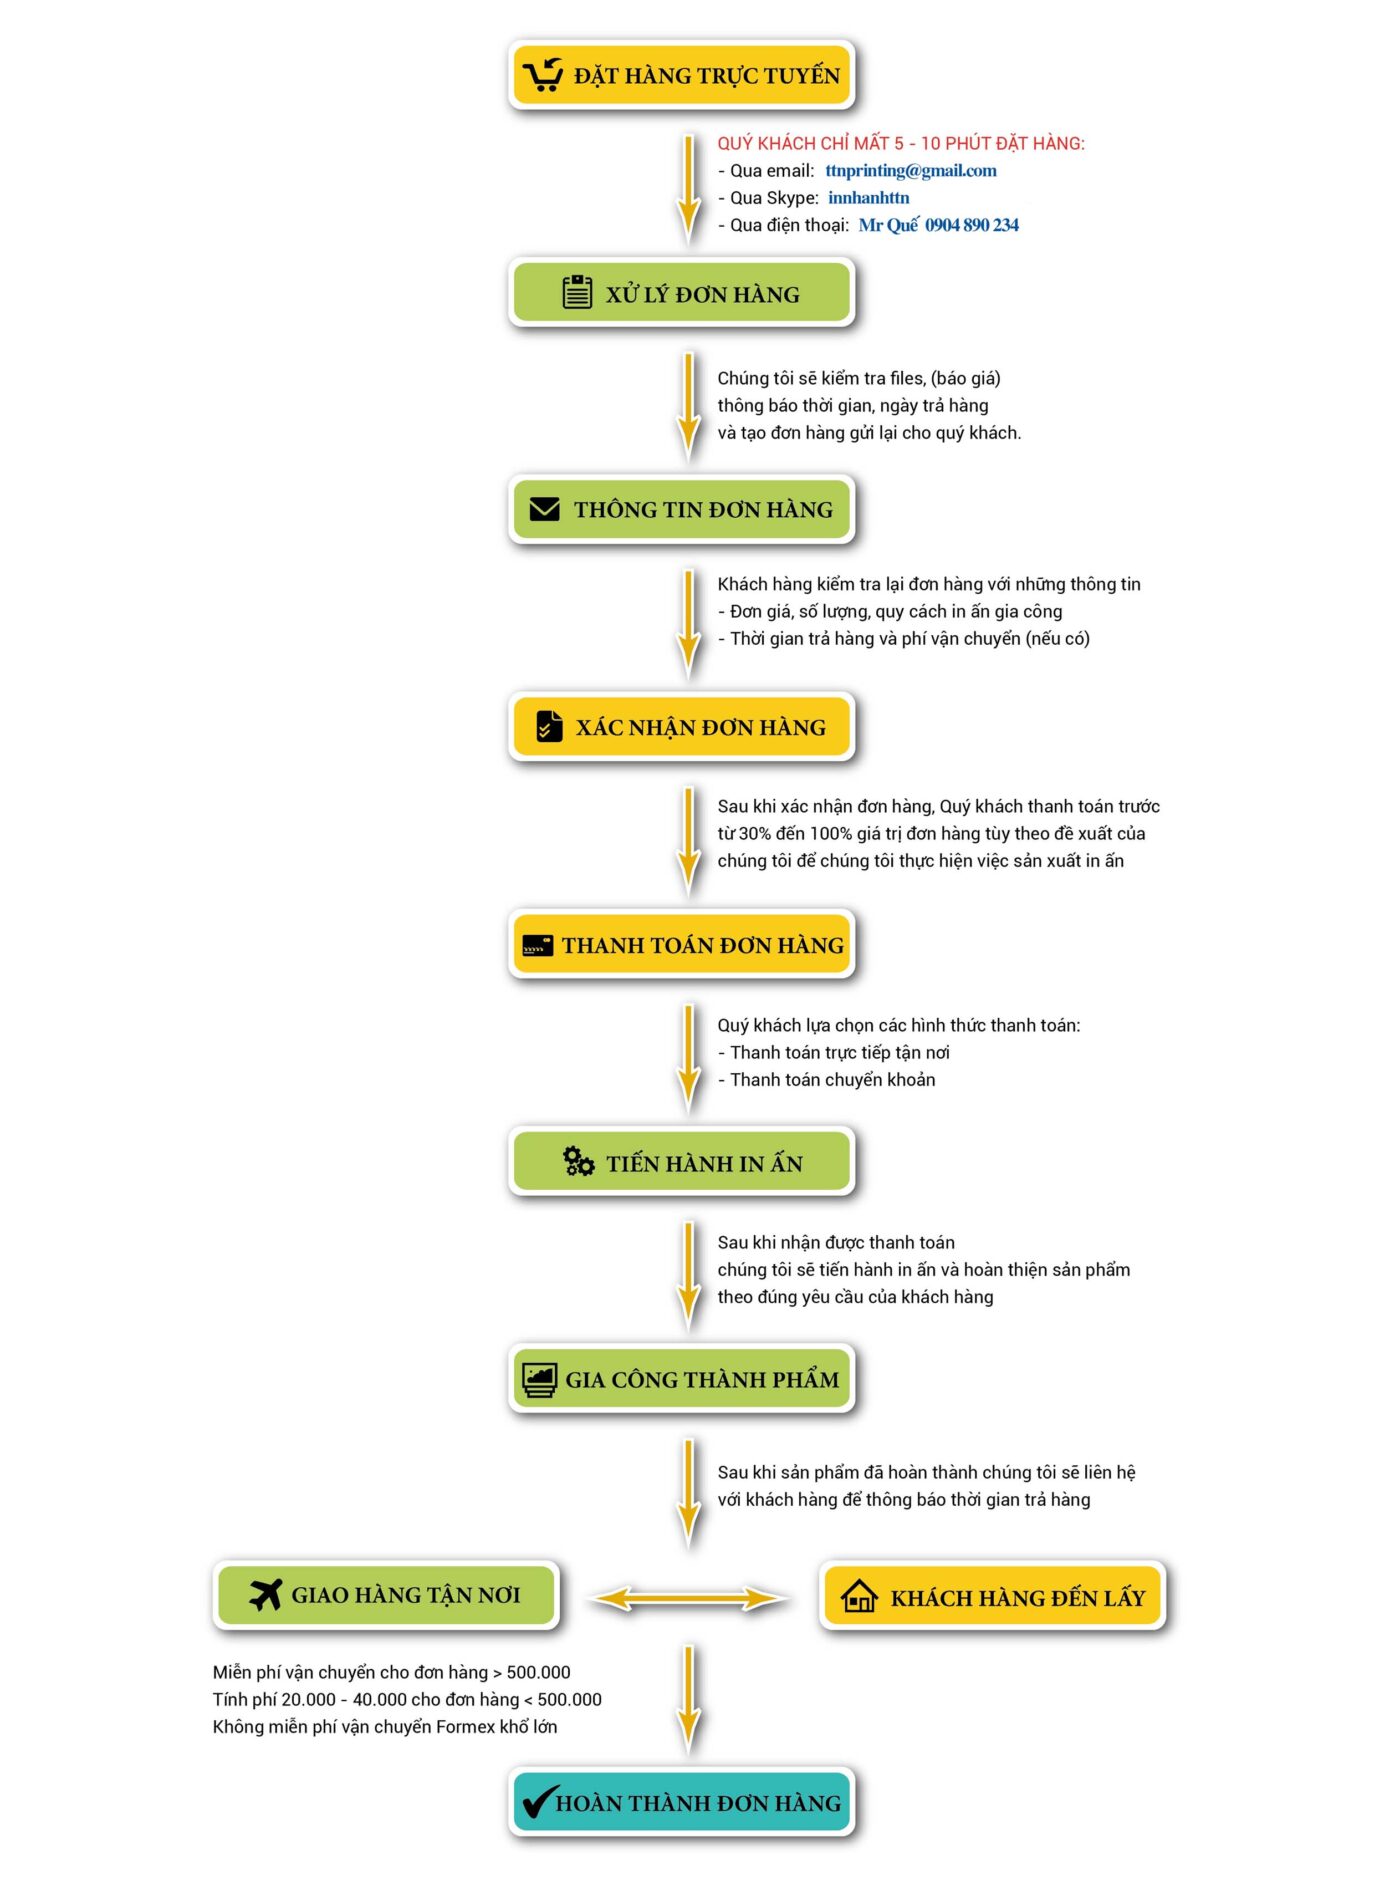 ĐẶT HÀNG TRỰC TUYẾN
QUÝ KHÁCH CHỈ MẤT 5 - 10 PHÚT ĐẶT HÀNG:
- Qua email: ttnprinting@gmail.com
- Qua Skype: innhanhttn
- Qua điện thoại: Mr Quế 0904 890 234
XỬ LÝ ĐƠN HÀNG
Chúng tôi sẽ kiểm tra files, (báo giá)
thông báo thời gian, ngày trả hàng
và tạo đơn hàng gửi lại cho quý khách.
THÔNG TIN ĐƠN HÀNG
Khách hàng kiểm tra lại đơn hàng với những thông tin
- Đơn giá, số lượng, quy cách in ấn gia công
- Thời gian trả hàng và phí vận chuyển (nếu có)
XÁC NHẬN ĐƠN HÀNG
Sau khi xác nhận đơn hàng, Quý khách thanh toán trước
từ 30% đến 100% giá trị đơn hàng tùy theo đề xuất của
chúng tôi để chúng tôi thực hiện việc sản xuất in ấn
THANH TOÁN ĐƠN HÀNG
Quý khách lựa chọn các hình thức thanh toán:
- Thanh toán trực tiếp tận nơi
- Thanh toán chuyển khoản
TIẾN HÀNH IN ẤN
Sau khi nhận được thanh toán
chúng tôi sẽ tiến hành in ấn và hoàn thiện sản phẩm
theo đúng yêu cầu của khách hàng
GIA CÔNG THÀNH PHẨM
Sau khi sản phẩm đã hoàn thành chúng tôi sẽ liên hệ
với khách hàng để thông báo thời gian trả hàng
GIAO HÀNG TẬN NƠI
KHÁCH HÀNG ĐẾN LẤY
Miễn phí vận chuyển cho đơn hàng > 500.000
Tính phí 20.000 - 40.000 cho đơn hàng < 500.000
Không miễn phí vận chuyển Formex khổ lớn
HOÀN THÀNH ĐƠN HÀNG